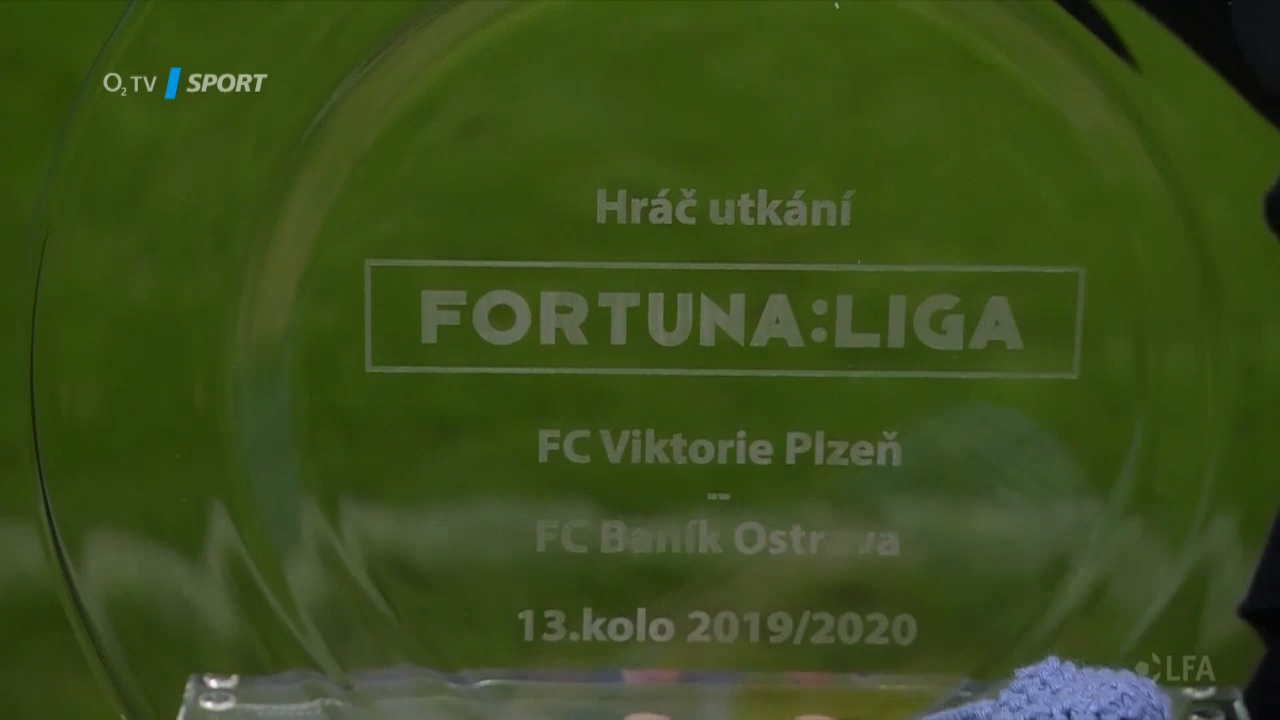 O2 TV SPORT
Hráč utkání
FORTUNA:LIGA
FC Viktorie Plzeň
--
FC Baník
13.kolo 2019/2020
LFA